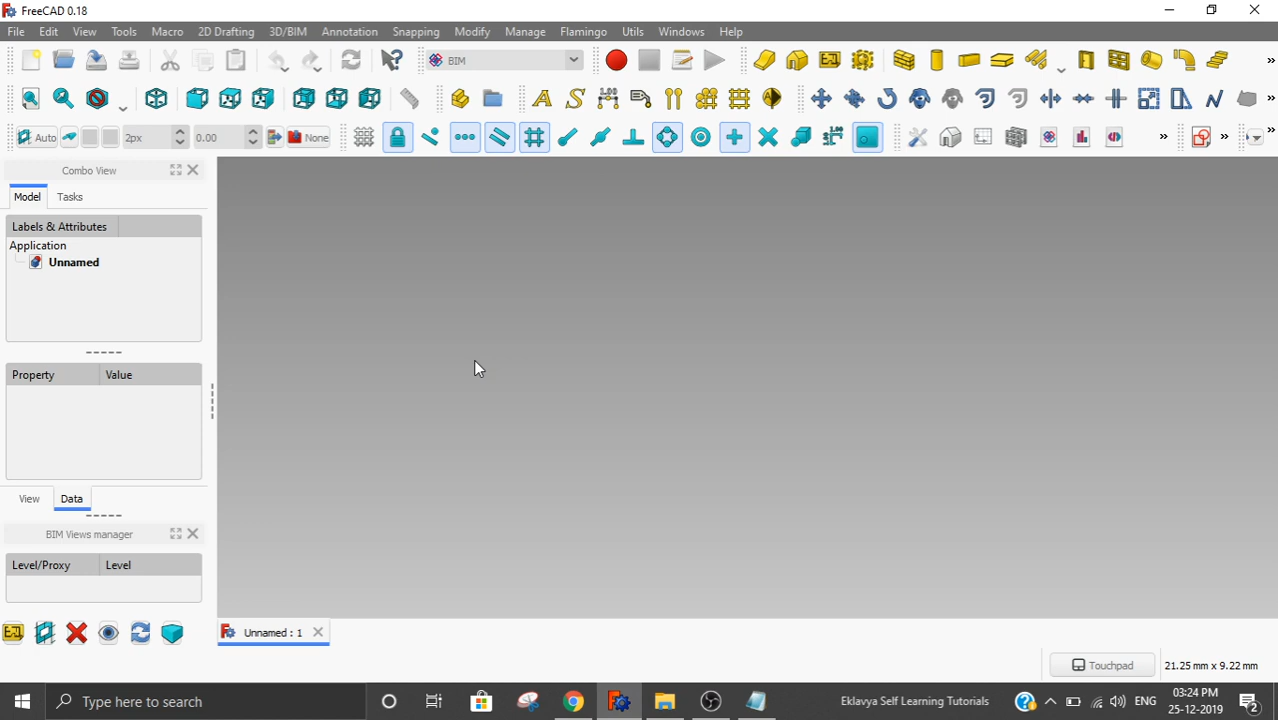 FreeCAD 0.18
File Edit View Tools Macro 2D Drafting 3D/BIM Annotation Snapping Modify Manage Flamingo Utils Windows Help
BIM
Auto 2px 0.00 None
Combo View
Model Tasks
Labels & Attributes
Application
Unnamed
Property Value
View Data
BIM Views manager
Level/Proxy Level
Unnamed : 1
Touchpad 21.25 mm x 9.22 mm
Type here to search
Eklavya Self Learning Tutorials
ENG
03:24 PM
25-12-2019
2